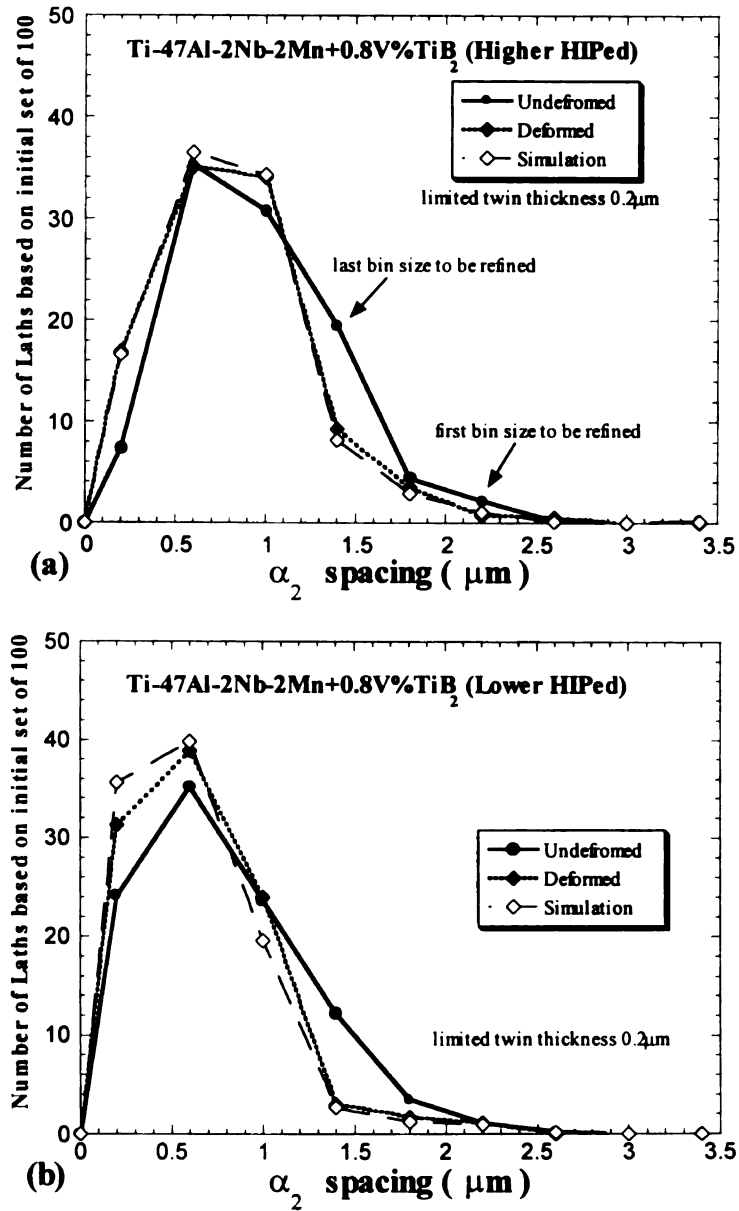 50
Ti-47Al-2Nb-2Mn+0.8V%TiB2 (Higher HIPed)
Undefromed
Deformed
Simulation
limited twin thickness 0.2µm
last bin size to be refined
first bin size to be refined
Number of Laths based on initial set of 100
40
30
20
10
0
0 0.5 1 1.5 2 2.5 3 3.5
(a)
α2 spacing ( µm )
50
Ti-47Al-2Nb-2Mn+0.8V%TiB2 (Lower HIPed)
Undefromed
Deformed
Simulation
limited twin thickness 0.2µm
Number of Laths based on initial set of 100
40
30
20
10
0
0 0.5 1 1.5 2 2.5 3 3.5
(b)
α2 spacing ( µm )